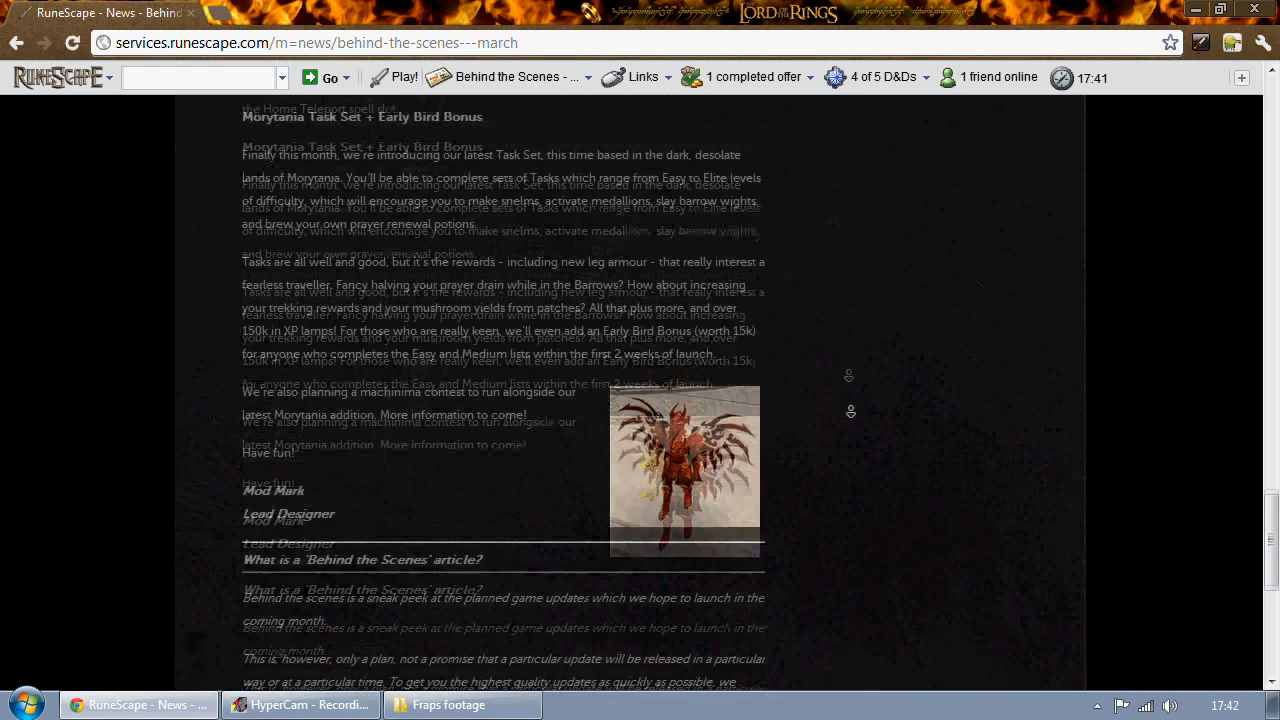 RuneScape - News - Behind
LORD OF THE RINGS
services.runescape.com/m=news/behind-the-scenes---march
RUNESCAPE
Go
Play!
Behind the Scenes - ...
Links
1 completed offer
4 of 5 D&Ds
1 friend online
17:41
the Home Teleport spell
Morytania Task Set + Early Bird Bonus
Finally this month, we're introducing our latest Task Set, this time based in the dark, desolate
lands of Morytania. You'll be able to complete sets of Tasks which range from Easy to Elite levels
of difficulty, which will encourage you to make snelms, activate medallions, slay barrow wights,
and brew your own prayer renewal potions.
Tasks are all well and good, but it's the rewards - including new leg armour - that really interest a
fearless traveller. Fancy halving your prayer drain while in the Barrows? How about increasing
your trekking rewards and your mushroom yields from patches? All that plus more, and over
150k in XP lamps! For those who are really keen, we'll even add an Early Bird Bonus (worth 15k)
for anyone who completes the Easy and Medium lists within the first 2 weeks of launch.
We're also planning a machinima contest to run alongside our
latest Morytania addition. More information to come!
Have fun!
Mod Mark
Lead Designer
What is a 'Behind the Scenes' article?
Behind the scenes is a sneak peek at the planned game updates which we hope to launch in the
coming month.
This is, however, only a plan, not a promise that a particular update will be released in a particular
way or at a particular time. To get you the highest quality updates as quickly as possible, we
RuneScape - News - ...
HyperCam - Recordi...
Fraps footage
17:42